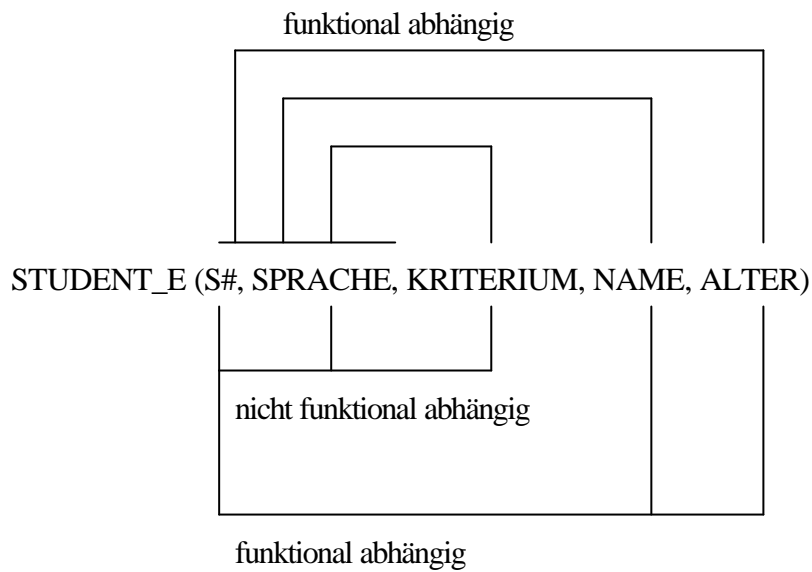 funktional abhängig
STUDENT_E (S#, SPRACHE, KRITERIUM, NAME, ALTER)
nicht funktional abhängig
funktional abhängig